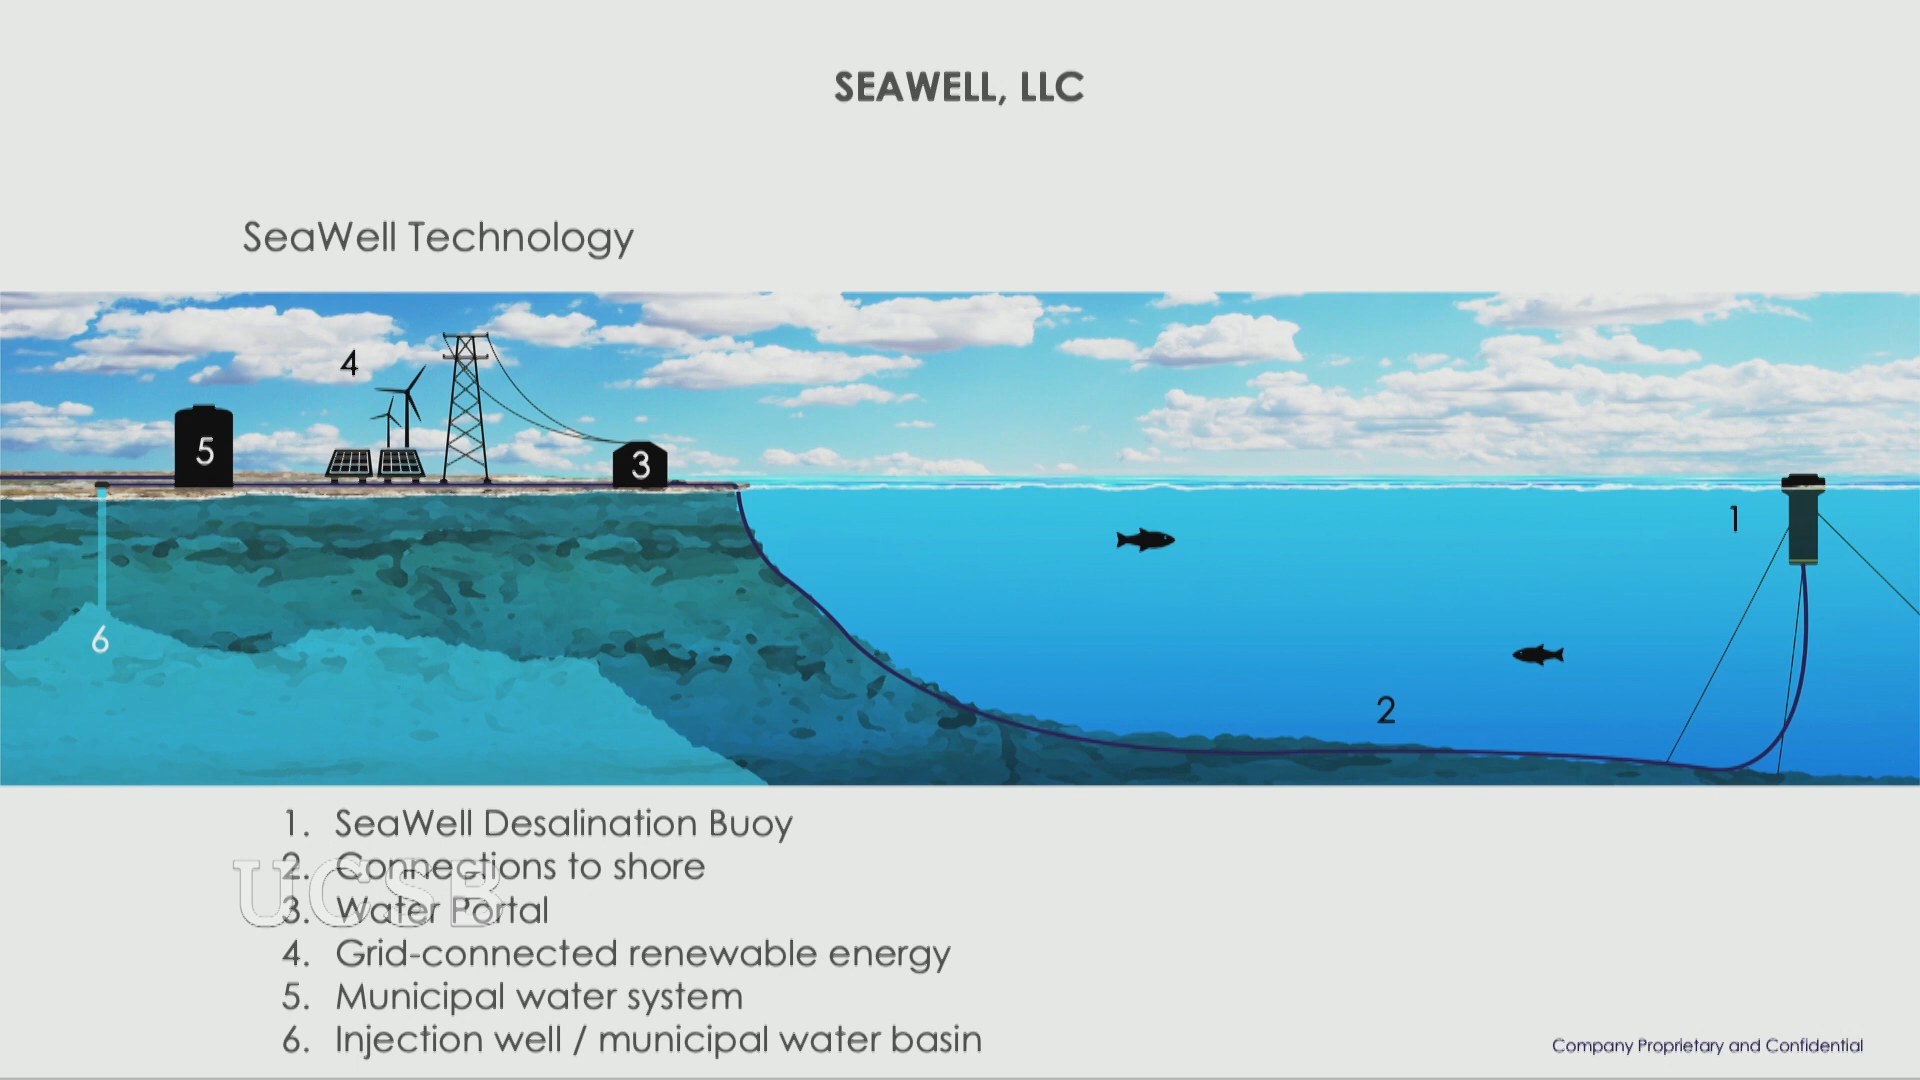 SEAWELL, LLC
SeaWell Technology
4
5
3
1
6
2
1. SeaWell Desalination Buoy
2. Connections to shore
UCSB
3. Water Portal
4. Grid-connected renewable energy
5. Municipal water system
6. Injection well / municipal water basin
Company Proprietary and Confidential